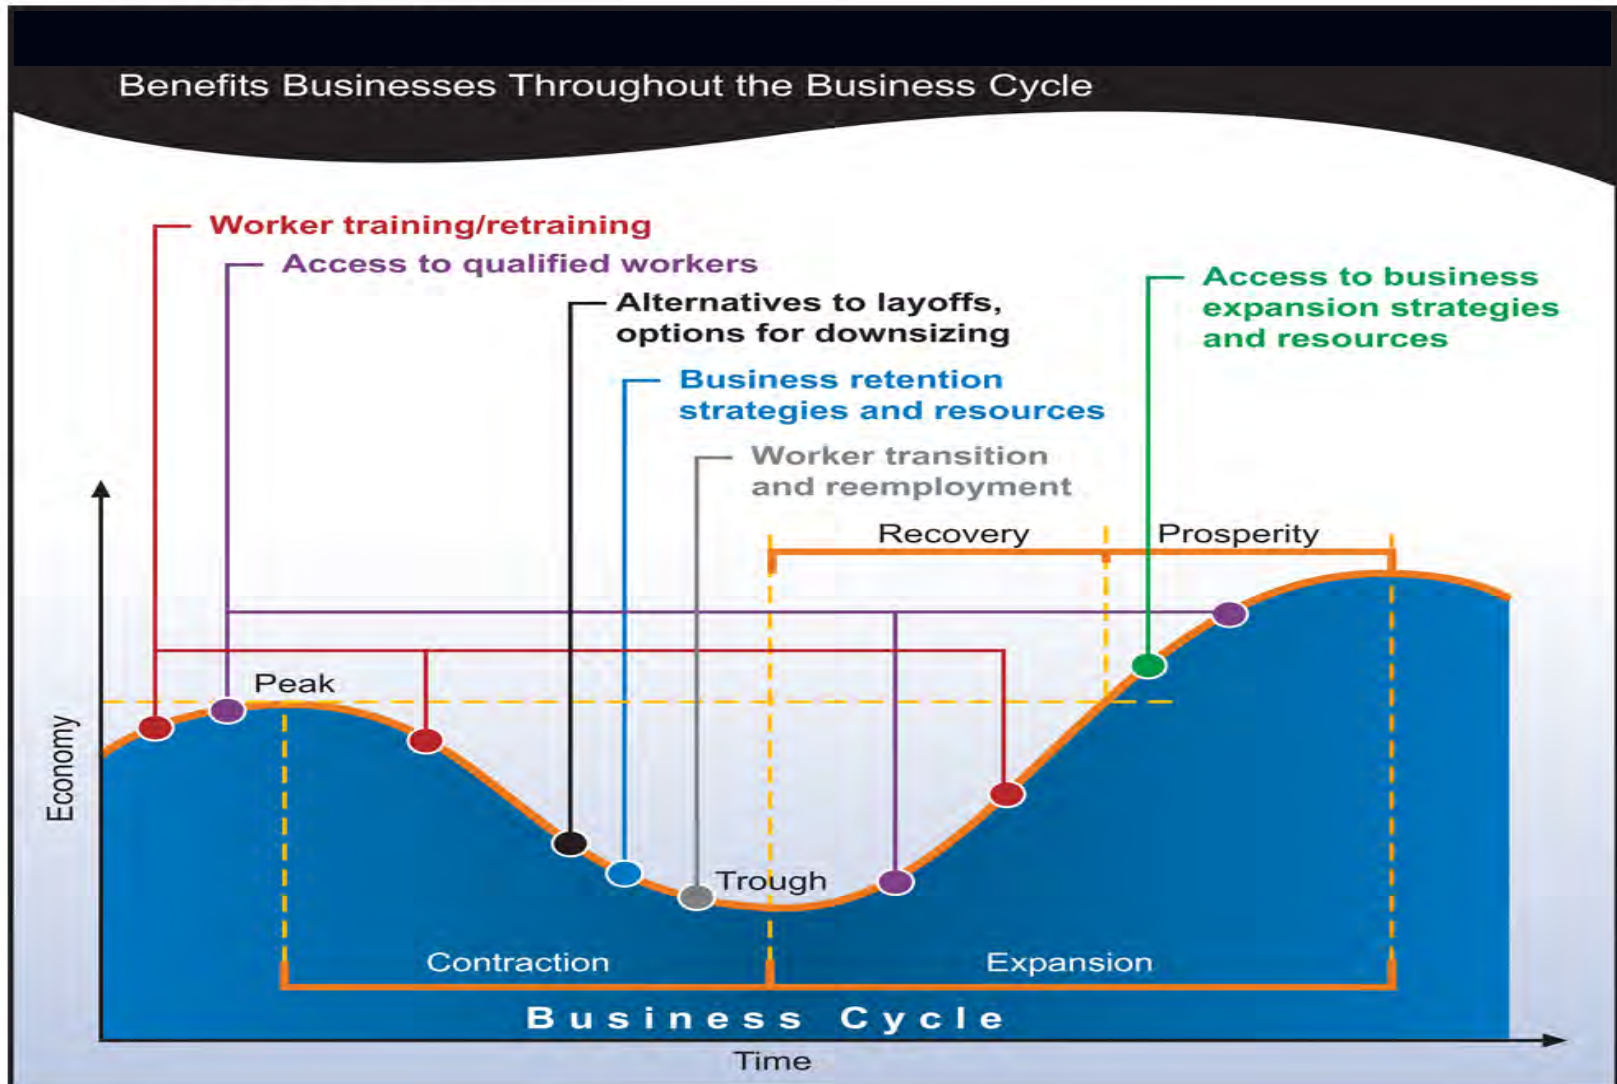 Benefits Businesses Throughout the Business Cycle
Worker training/retraining
Access to qualified workers
Alternatives to layoffs,
options for downsizing
Access to business
expansion strategies
and resources
Business retention
strategies and resources
Worker transition
and reemployment
Recovery
Prosperity
Peak
Economy
Trough
Contraction
Expansion
Business Cycle
Time